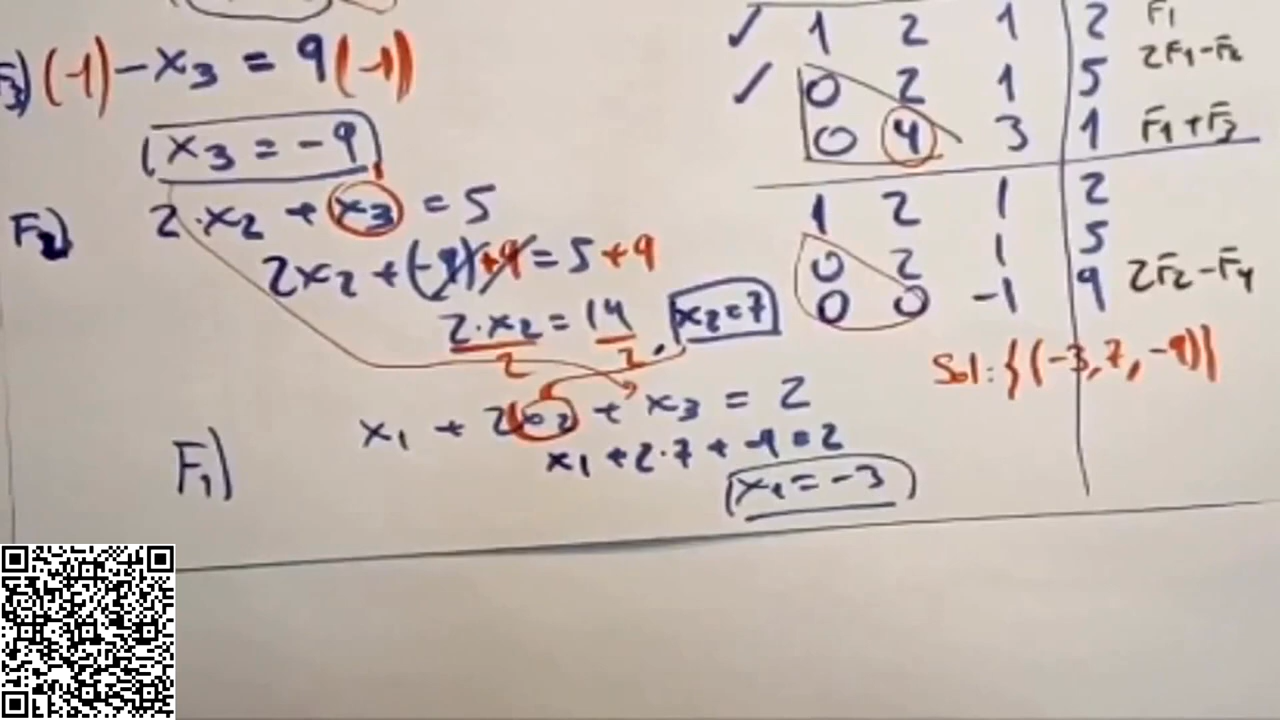 F3) (-1) -x3 = 9 (-1)
x3 = -9
F2) 2·x2 + x3 = 5
2x2 + (-9) +9 = 5 +9
2·x2 = 14
2 2 , x2=7
F1) x1 + 2x2 + x3 = 2
x1 +2·7 + -9 = 2
x1 = -3
✓ 1 2 1 2 F1
✓ 0 2 1 5 2F1-F2
0 4 3 1 F1+F3
1 2 1 2
0 2 1 5
0 0 -1 9 2F2-F4
Sol: {(-3, 7, -9)}